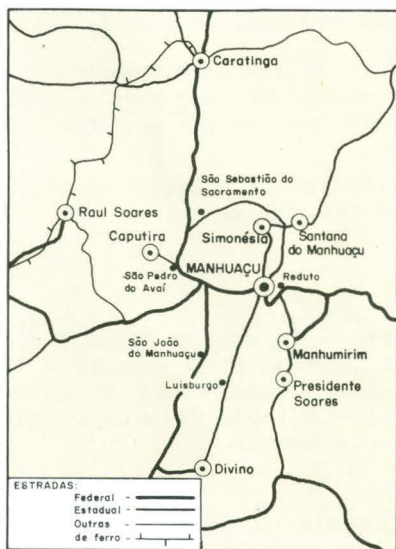 Caratinga
São Sebastião do
Sacramento
Raul Soares
Caputira
Simonésia
Santana
do Manhuaçu
MANHUAÇU
São Pedro
do Avaí
Reduto
São João
do Manhuaçu
Manhumirim
Luisburgo
Presidente
Soares
Divino
ESTRADAS:
Federal -
Estadual -
Outras -
de ferro -